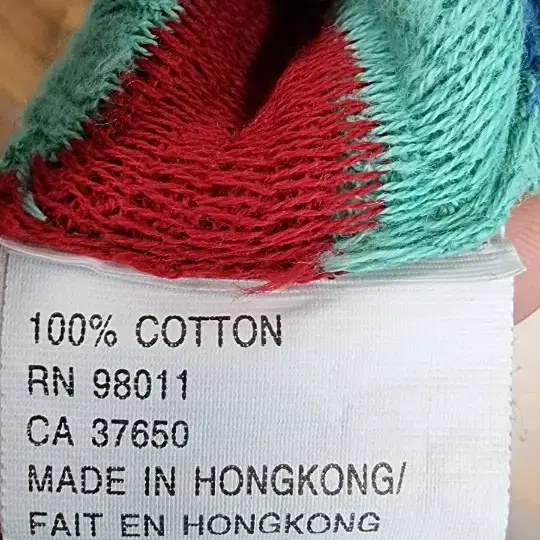 100% COTTON
RN 98011
CA 37650
MADE IN HONGKONG/
FAIT EN HONGKONG